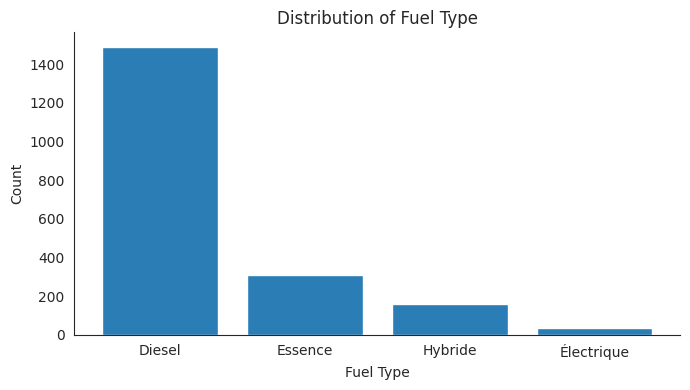 Distribution of Fuel Type
1400
1200
1000
800
600
400
200
0
Count
Diesel
Essence
Hybride
Électrique
Fuel Type